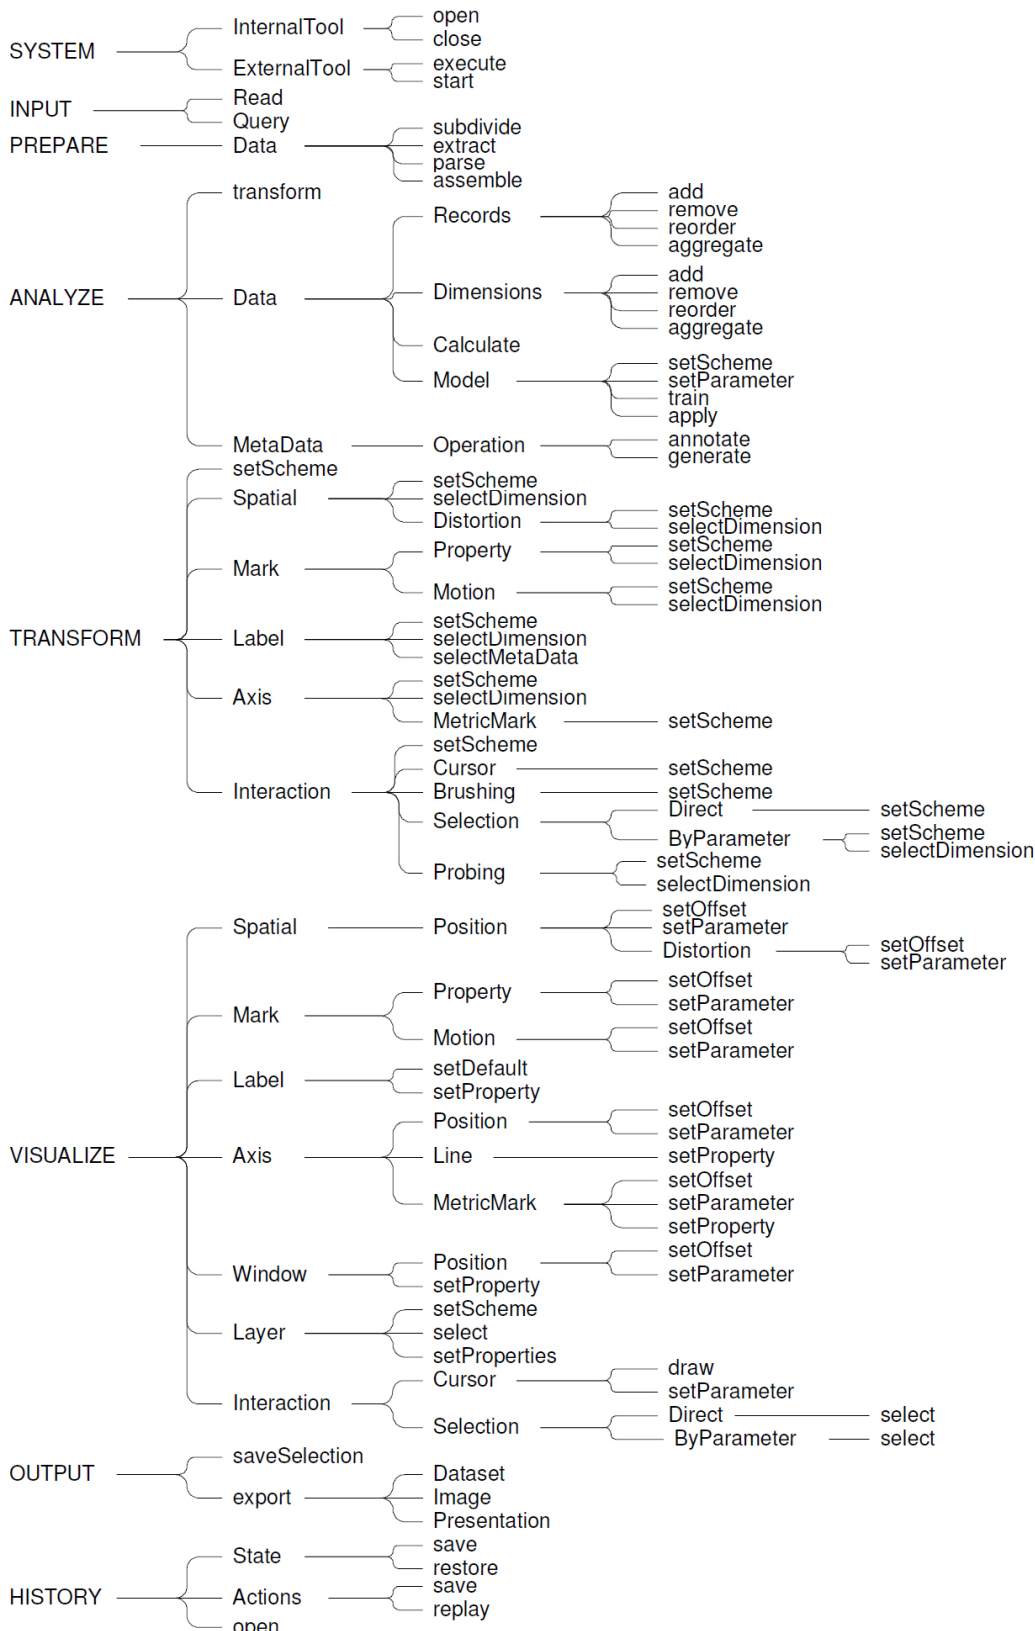 SYSTEM
InternalTool
open
close
ExternalTool
execute
start
INPUT
Read
Query
PREPARE
Data
subdivide
extract
parse
assemble
ANALYZE
transform
Data
Records
add
remove
reorder
aggregate
Dimensions
add
remove
reorder
aggregate
Calculate
Model
setScheme
setParameter
train
apply
MetaData
Operation
annotate
generate
TRANSFORM
setScheme
Spatial
setScheme
selectDimension
Distortion
setScheme
selectDimension
Mark
Property
setScheme
selectDimension
Motion
setScheme
selectDimension
Label
setScheme
selectDimension
selectMetaData
Axis
setScheme
selectDimension
MetricMark
setScheme
Interaction
setScheme
Cursor
setScheme
Brushing
setScheme
Selection
Direct
setScheme
ByParameter
setScheme
selectDimension
Probing
setScheme
selectDimension
VISUALIZE
Spatial
Position
setOffset
setParameter
Distortion
setOffset
setParameter
Mark
Property
setOffset
setParameter
Motion
setOffset
setParameter
Label
setDefault
setProperty
Axis
Position
setOffset
setParameter
Line
setProperty
MetricMark
setOffset
setParameter
setProperty
Window
Position
setOffset
setParameter
setProperty
Layer
setScheme
select
setProperties
Interaction
Cursor
draw
setParameter
Selection
Direct
select
ByParameter
select
OUTPUT
saveSelection
export
Dataset
Image
Presentation
HISTORY
State
save
restore
Actions
save
replay
open